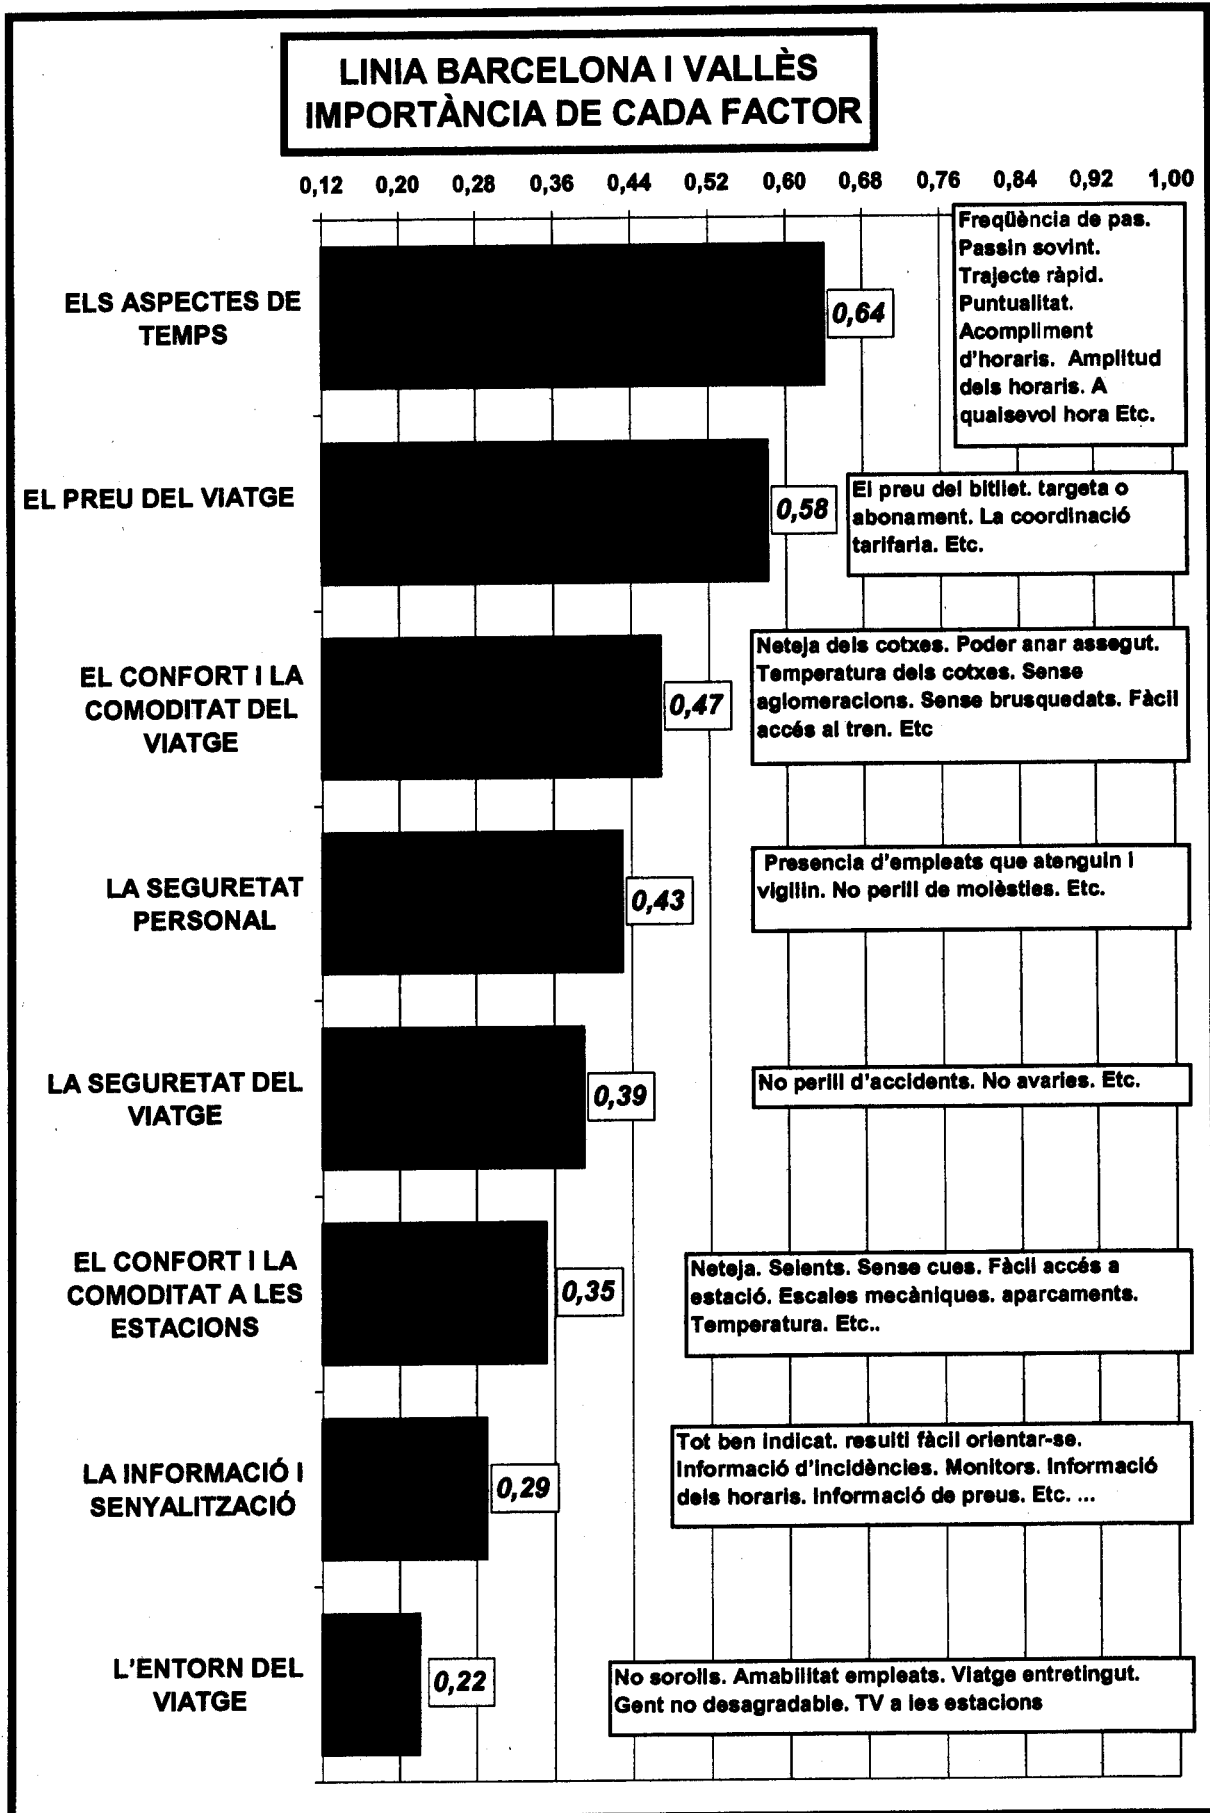 LINIA BARCELONA I VALLÈS
IMPORTÀNCIA DE CADA FACTOR
0,12 0,20 0,28 0,36 0,44 0,52 0,60 0,68 0,76 0,84 0,92 1,00
ELS ASPECTES DE
TEMPS
0,64
Freqüència de pas.
Passin sovint.
Trajecte ràpid.
Puntualitat.
Acompliment
d'horaris. Amplitud
dels horaris. A
qualsevol hora Etc.
EL PREU DEL VIATGE
0,58
El preu del bitllet. targeta o
abonament. La coordinació
tarifaria. Etc.
EL CONFORT I LA
COMODITAT DEL
VIATGE
0,47
Neteja dels cotxes. Poder anar assegut.
Temperatura dels cotxes. Sense
aglomeracions. Sense brusquedats. Fàcil
accés al tren. Etc
LA SEGURETAT
PERSONAL
0,43
Presencia d'empleats que atenguin i
vigilin. No perill de molèsties. Etc.
LA SEGURETAT DEL
VIATGE
0,39
No perill d'accidents. No avaries. Etc.
EL CONFORT I LA
COMODITAT A LES
ESTACIONS
0,35
Neteja. Seients. Sense cues. Fàcil accés a
estació. Escales mecàniques. aparcaments.
Temperatura. Etc..
LA INFORMACIÓ I
SENYALITZACIÓ
0,29
Tot ben indicat. resulti fàcil orientar-se.
Informació d'incidències. Monitors. Informació
dels horaris. Informació de preus. Etc. ...
L'ENTORN DEL
VIATGE
0,22
No sorolls. Amabilitat empleats. Viatge entretingut.
Gent no desagradable. TV a les estacions